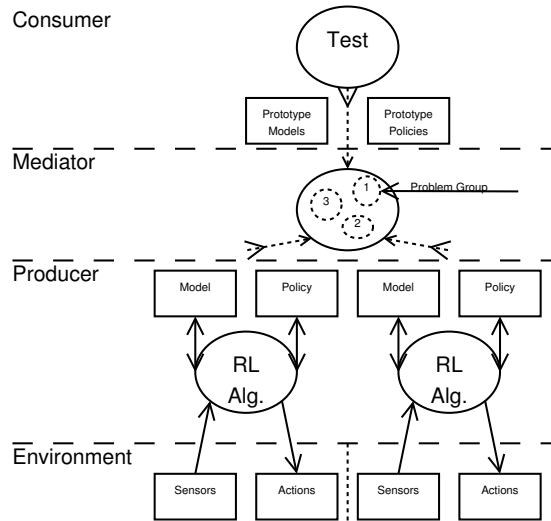 Consumer
Test
Prototype
Models
Prototype
Policies
Mediator
1
Problem Group
3
2
Producer
Model
Policy
Model
Policy
RL
Alg.
RL
Alg.
Environment
Sensors
Actions
Sensors
Actions